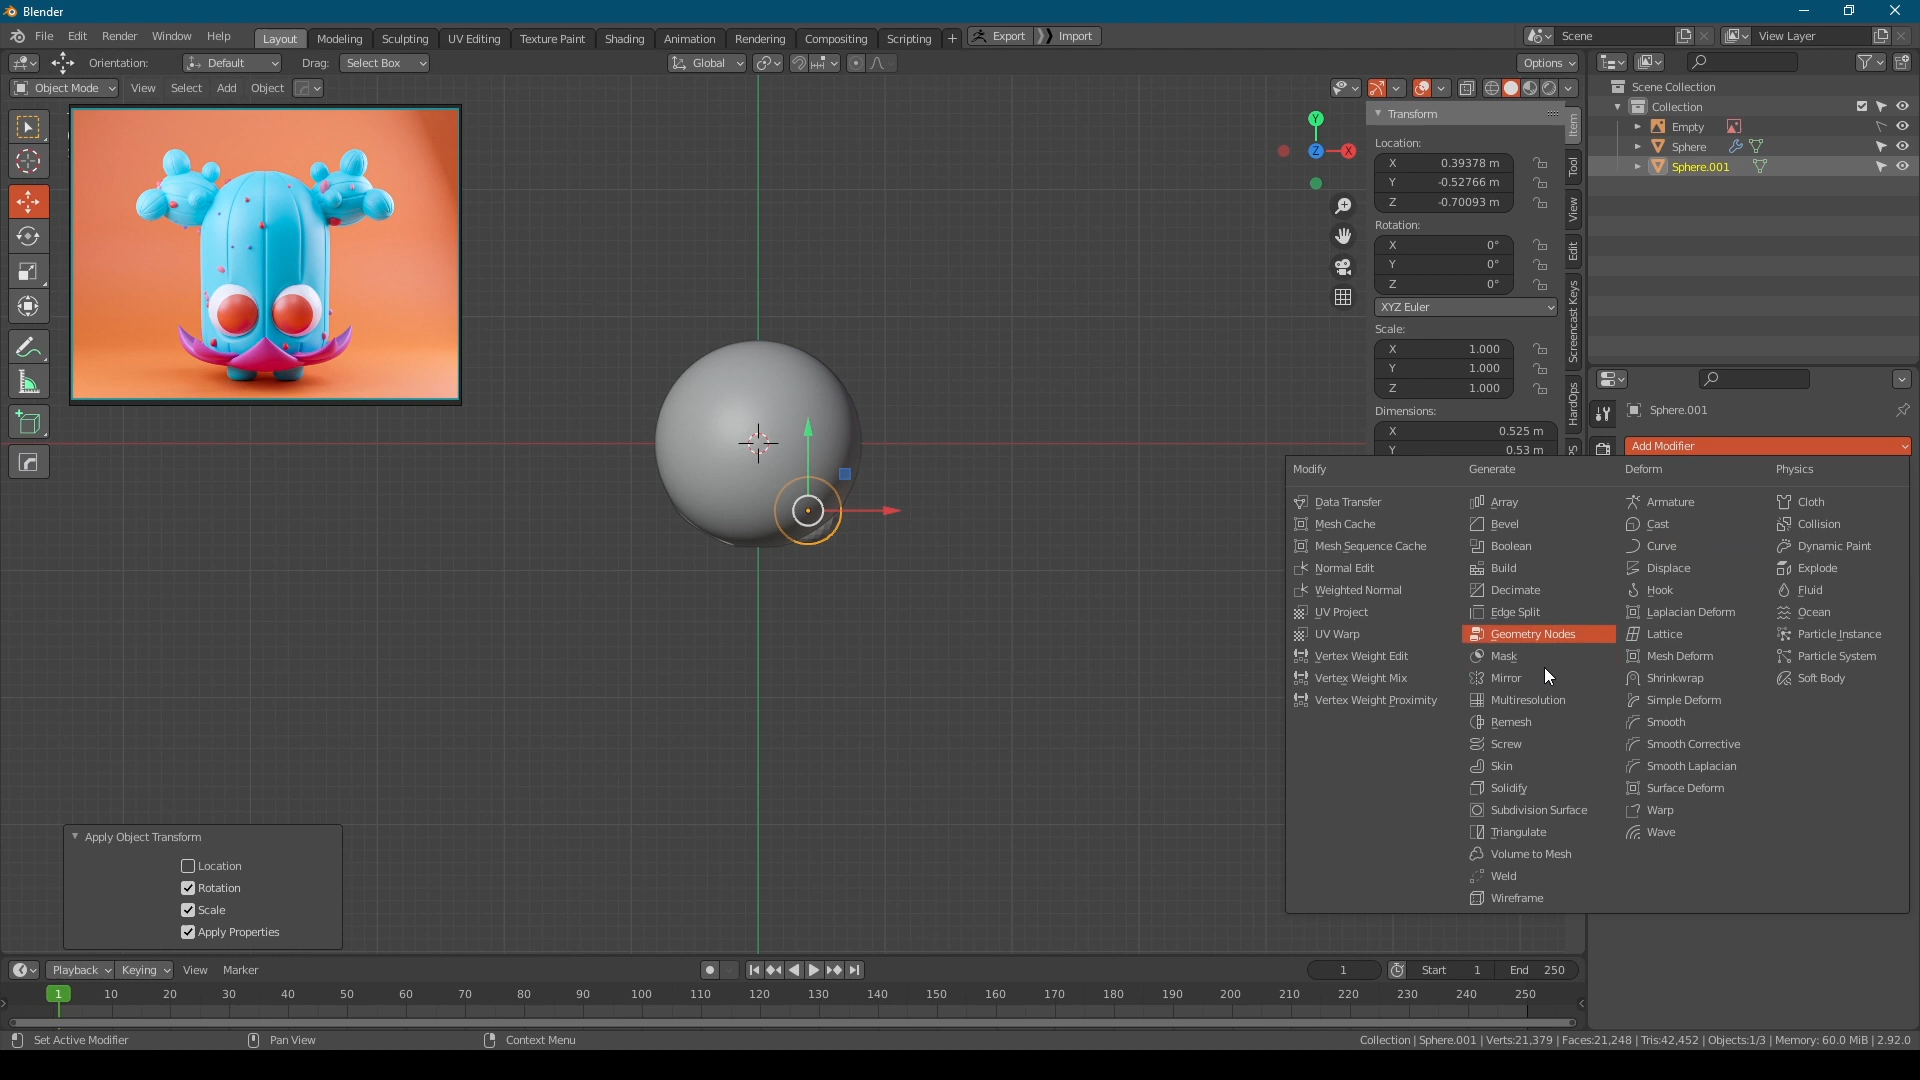 Blender
File Edit Render Window Help
Layout Modeling Sculpting UV Editing Texture Paint Shading Animation Rendering Compositing Scripting + Export Import
Scene View Layer
Orientation: Default Drag: Select Box Global Options
Object Mode View Select Add Object
Scene Collection
Collection
Empty
Sphere
Sphere.001
Y
Z
X
Transform
Location:
X 0.39378 m
Y -0.52766 m
Z -0.70093 m
Rotation:
X 0°
Y 0°
Z 0°
XYZ Euler
Scale:
X 1.000
Y 1.000
Z 1.000
Dimensions:
X 0.525 m
Y 0.53 m
Item
Tool
View
Edit
Screencast Keys
HardOps
Sphere.001
Add Modifier
Modify Generate Deform Physics
Data Transfer Array Armature Cloth
Mesh Cache Bevel Cast Collision
Mesh Sequence Cache Boolean Curve Dynamic Paint
Normal Edit Build Displace Explode
Weighted Normal Decimate Hook Fluid
UV Project Edge Split Laplacian Deform Ocean
UV Warp Geometry Nodes Lattice Particle Instance
Vertex Weight Edit Mask Mesh Deform Particle System
Vertex Weight Mix Mirror Shrinkwrap Soft Body
Vertex Weight Proximity Multiresolution Simple Deform
Remesh Smooth
Screw Smooth Corrective
Skin Smooth Laplacian
Solidify Surface Deform
Subdivision Surface Warp
Triangulate Wave
Volume to Mesh
Weld
Wireframe
Apply Object Transform
Location
Rotation
Scale
Apply Properties
Playback Keying View Marker 1 Start 1 End 250
1 10 20 30 40 50 60 70 80 90 100 110 120 130 140 150 160 170 180 190 200 210 220 230 240 250
Set Active Modifier Pan View Context Menu Collection | Sphere.001 | Verts:21,379 | Faces:21,248 | Tris:42,452 | Objects:1/3 | Memory: 60.0 MiB | 2.92.0